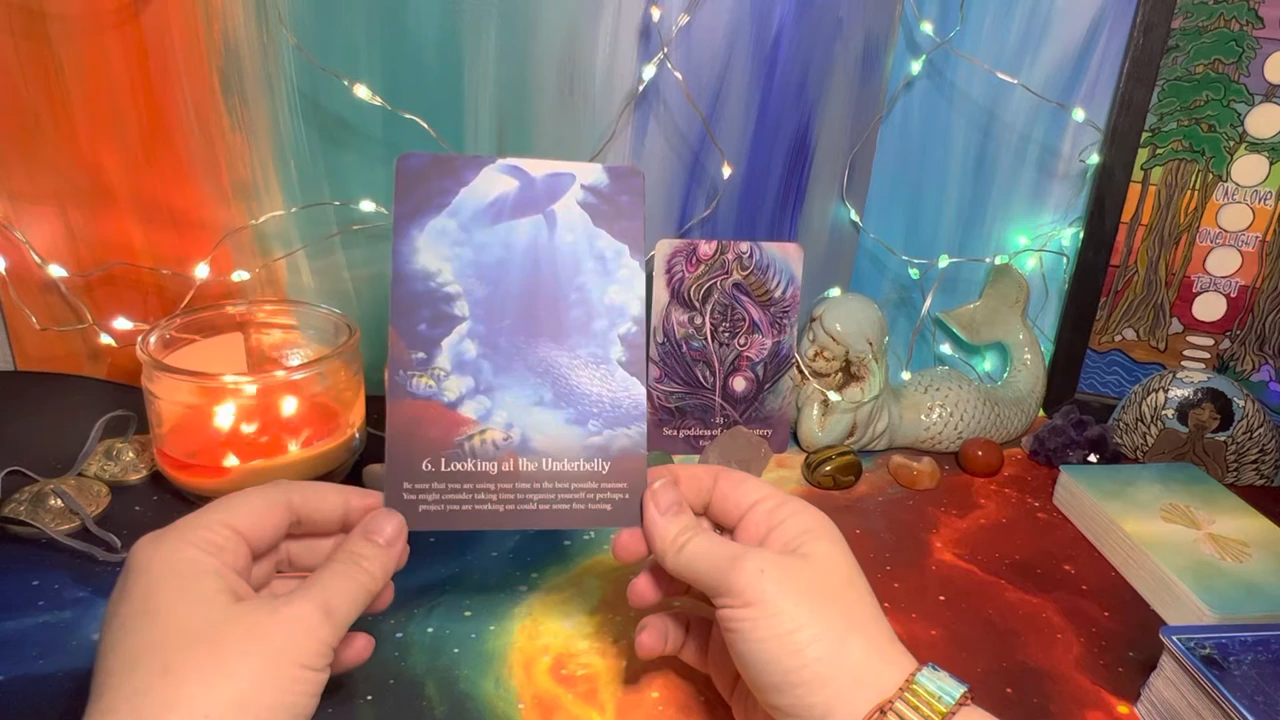 6. Looking at the Underbelly
Be sure that you are using your time in the best possible manner.
You might consider taking time to organise yourself or perhaps a
project you are working on could use some fine-tuning.
• 23 •
Sea goddess of
ONE LOVE
ONE LIGHT
TAROT